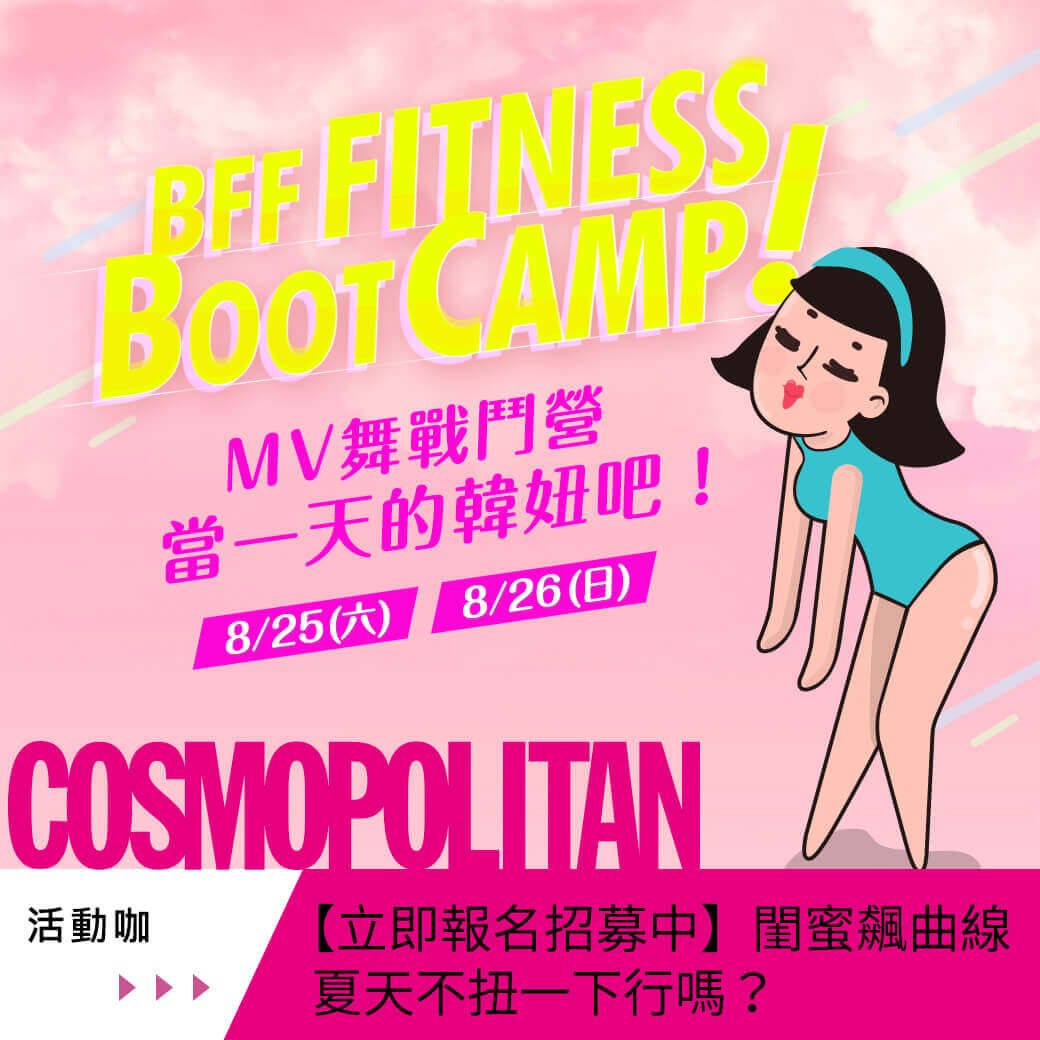 BFF FITNESS
BOOT CAMP!
MV舞戰鬥營
當一天的韓妞吧！
8/25(六) 8/26(日)
COSMOPOLITAN
活動咖
【立即報名招募中】閨蜜飆曲線
夏天不扭一下行嗎？